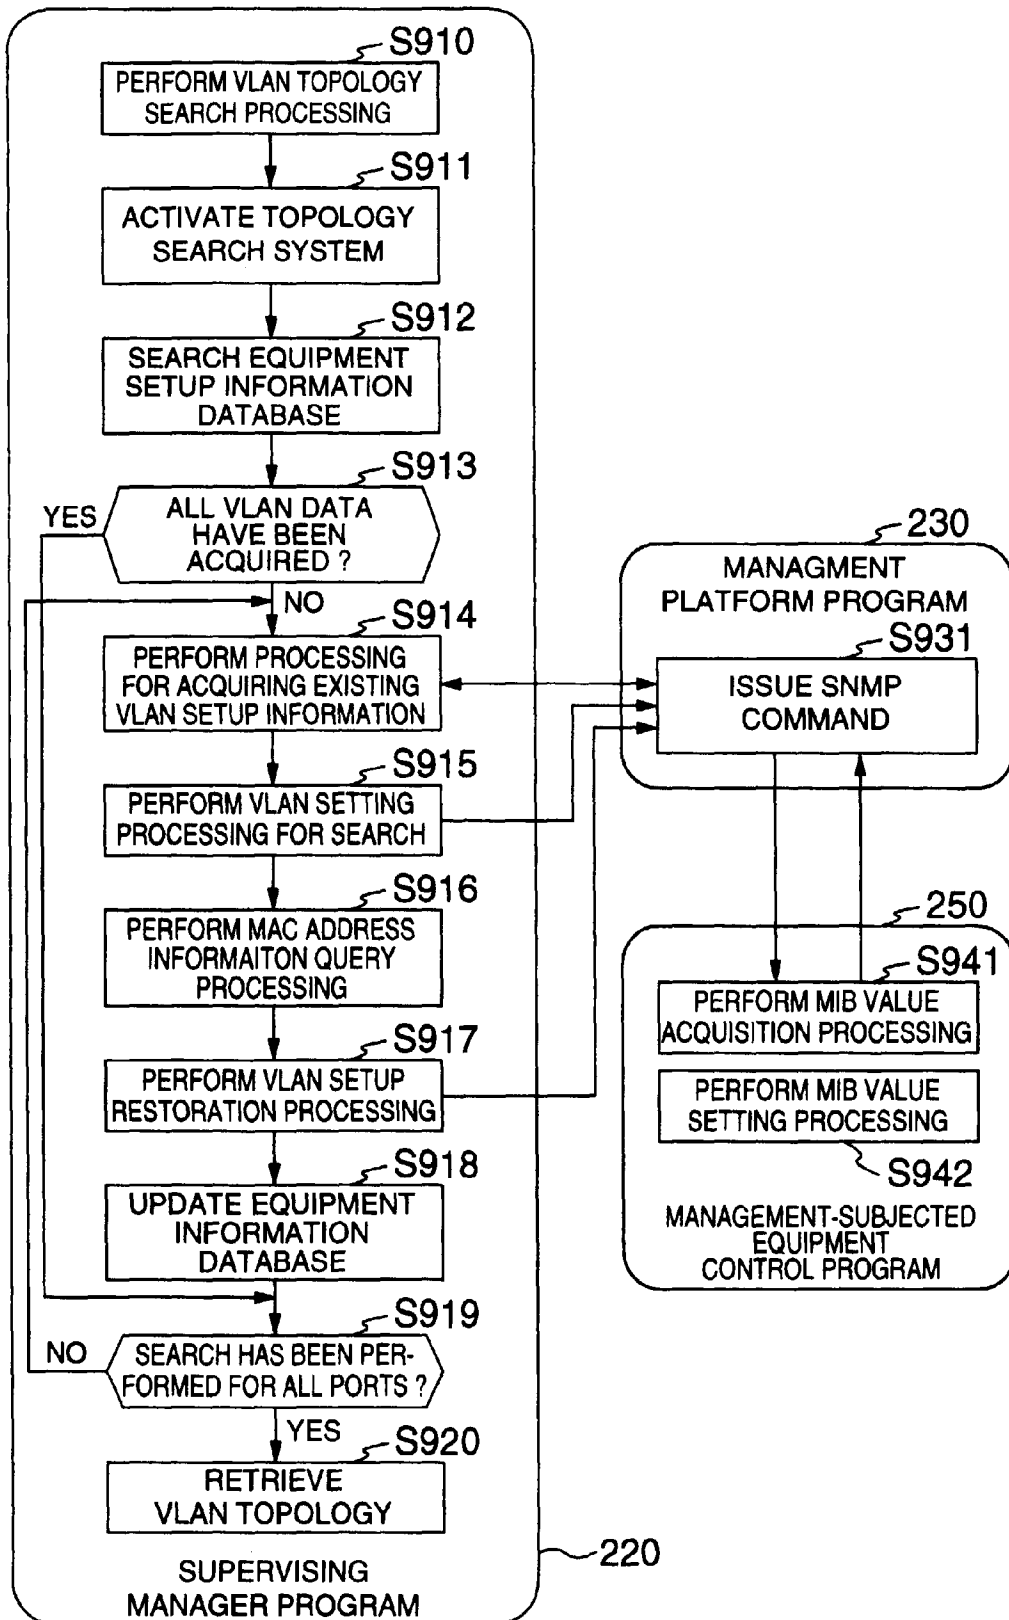 S910
PERFORM VLAN TOPOLOGY
SEARCH PROCESSING
S911
ACTIVATE TOPOLOGY
SEARCH SYSTEM
S912
SEARCH EQUIPMENT
SETUP INFORMATION
DATABASE
S913
YES
ALL VLAN DATA
HAVE BEEN
ACQUIRED ?
NO
S914
PERFORM PROCESSING
FOR ACQUIRING EXISTING
VLAN SETUP INFORMATION
S915
PERFORM VLAN SETTING
PROCESSING FOR SEARCH
S916
PERFORM MAC ADDRESS
INFORMAITON QUERY
PROCESSING
S917
PERFORM VLAN SETUP
RESTORATION PROCESSING
S918
UPDATE EQUIPMENT
INFORMATION
DATABASE
S919
NO
SEARCH HAS BEEN PER-
FORMED FOR ALL PORTS ?
YES
S920
RETRIEVE
VLAN TOPOLOGY
220
SUPERVISING
MANAGER PROGRAM
230
MANAGMENT
PLATFORM PROGRAM
S931
ISSUE SNMP
COMMAND
250
S941
PERFORM MIB VALUE
ACQUISITION PROCESSING
PERFORM MIB VALUE
SETTING PROCESSING
S942
MANAGEMENT-SUBJECTED
EQUIPMENT
CONTROL PROGRAM